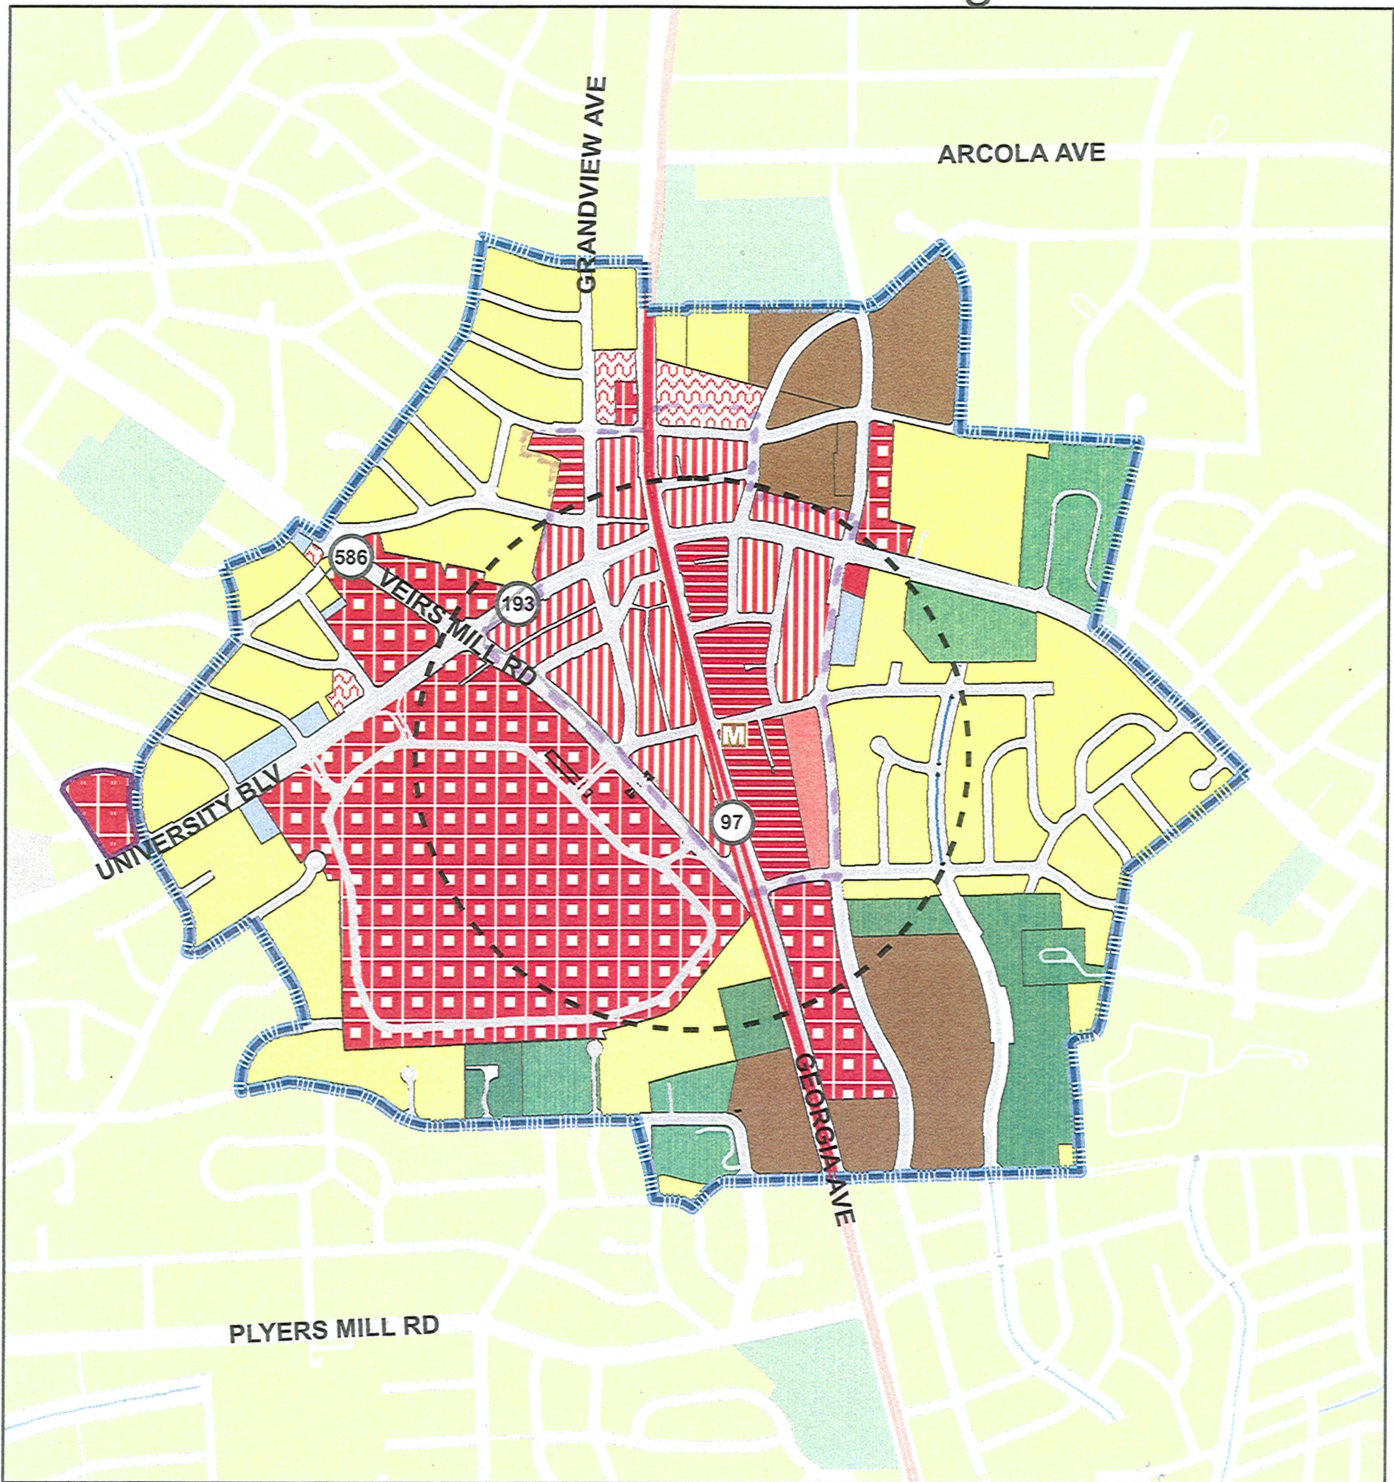 GRANDVIEW AVE
ARCOLA AVE
586
VEIRS MILL RD
193
M
97
UNIVERSITY BLV
GEORGIA AVE
PLYERS MILL RD